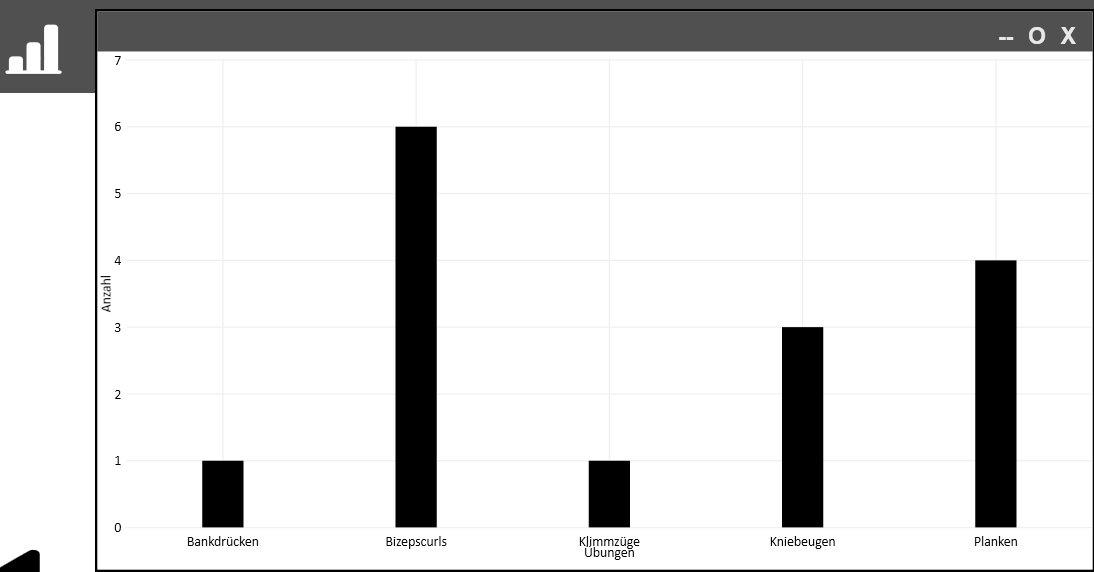 -- O X
7
6
5
4
3
2
1
0
Anzahl
Bankdrücken Bizepscurls Klimmzüge Kniebeugen Planken
Übungen